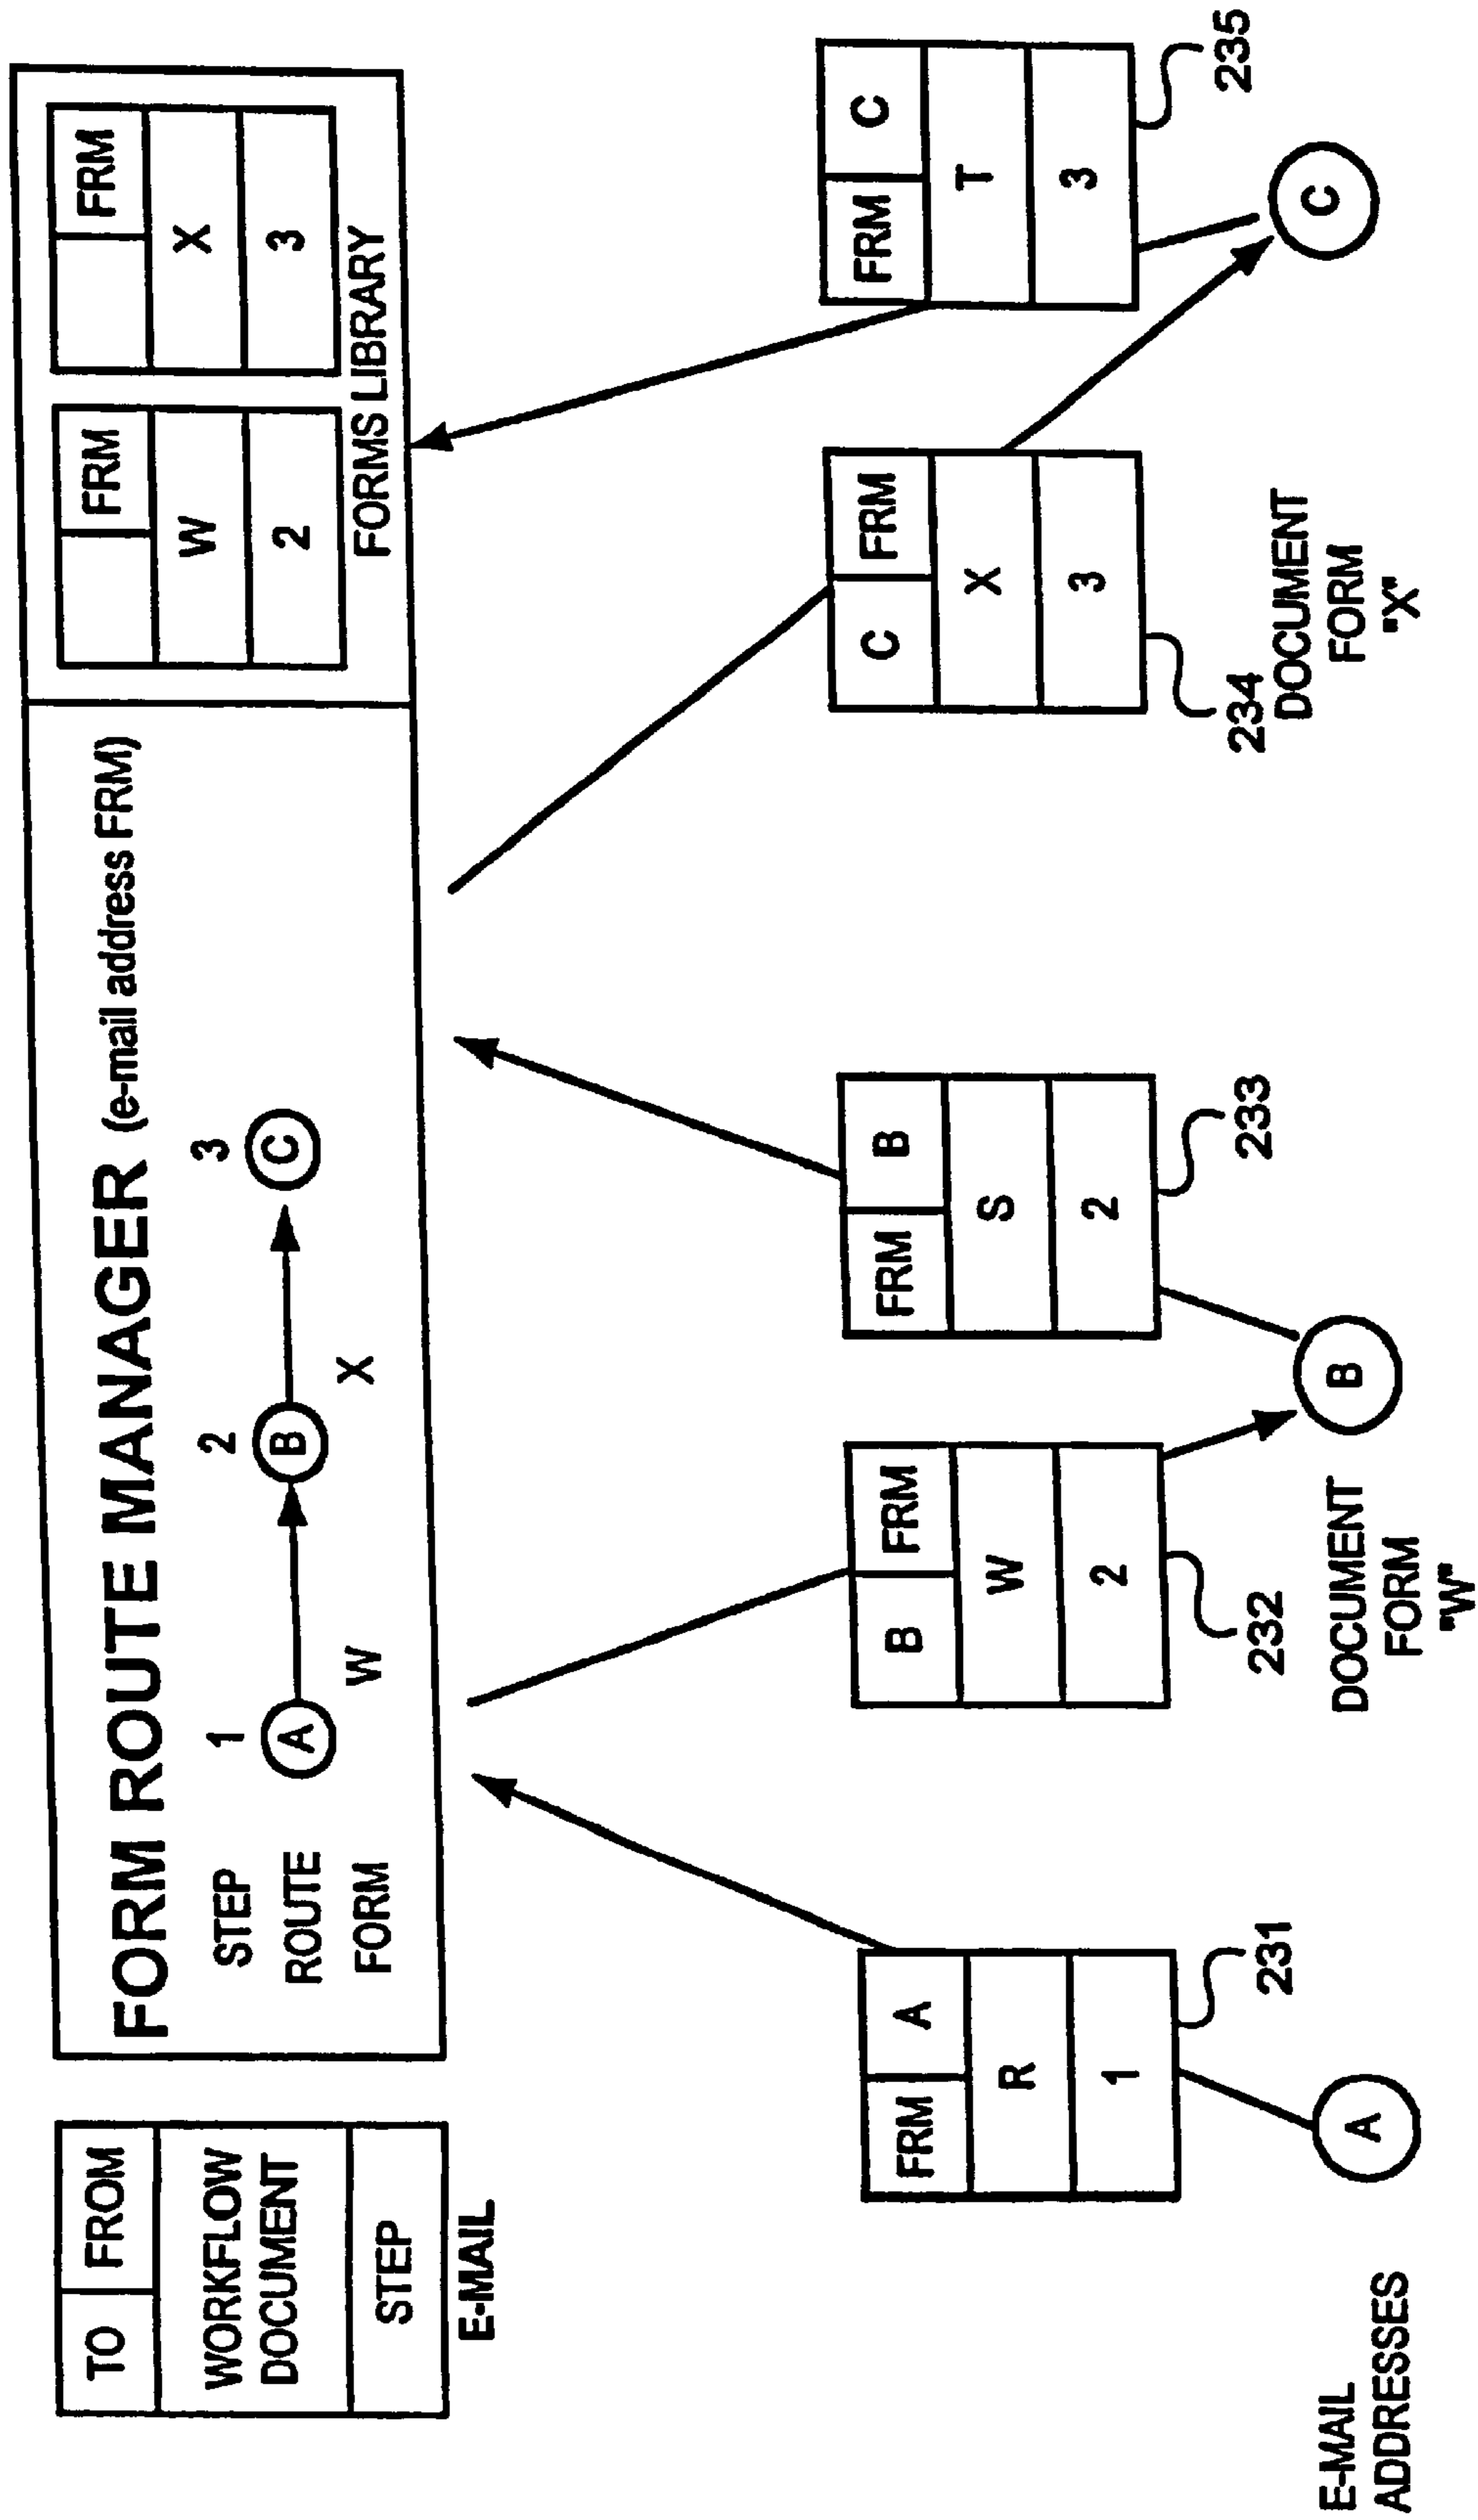 TO FROM
WORKFLOW
DOCUMENT
STEP
E-MAIL
FORM ROUTE MANAGER (e-mail address FRM)
STEP 1 2 3
ROUTE A B C
FORM W X
FRM FRM
W X
2 3
FORMS LIBRARY
FRM A
R
1
231
B FRM
W
2
232
FRM B
S
2
233
C FRM
X
3
234
FRM C
T
3
235
E-MAIL
ADDRESSES
A
DOCUMENT
FORM
"W"
B
DOCUMENT
FORM
"X"
C